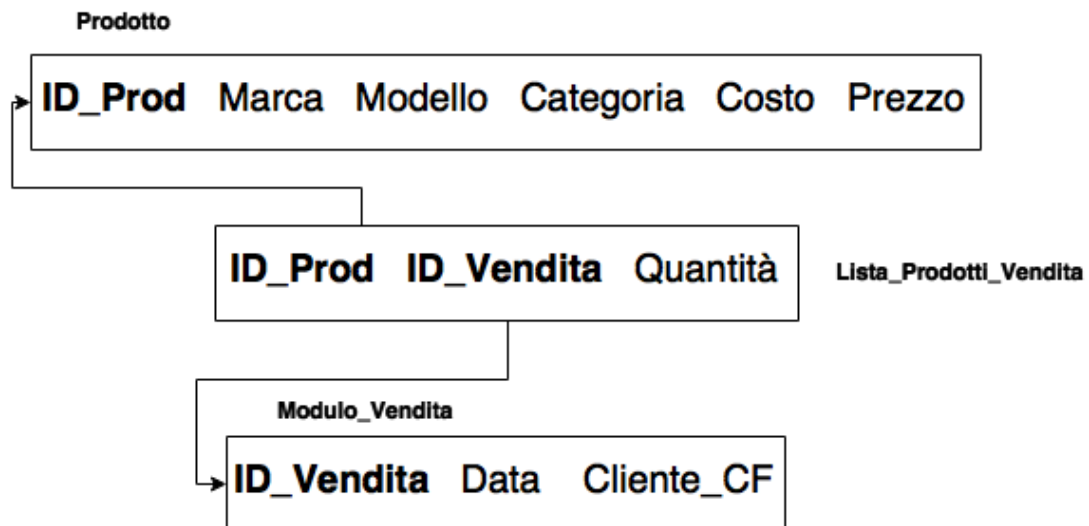 Prodotto
ID_Prod Marca Modello Categoria Costo Prezzo
ID_Prod ID_Vendita Quantità
Lista_Prodotti_Vendita
Modulo_Vendita
ID_Vendita Data Cliente_CF